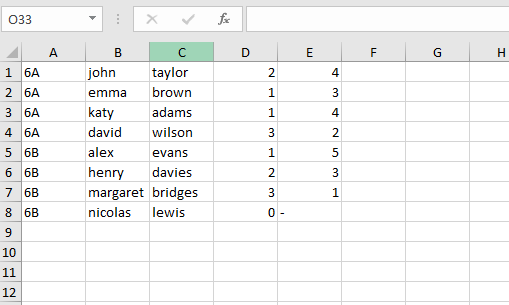 O33 fx
A B C D E F G H
1 6A john taylor 2 4
2 6A emma brown 1 3
3 6A katy adams 1 4
4 6A david wilson 3 2
5 6B alex evans 1 5
6 6B henry davies 2 3
7 6B margaret bridges 3 1
8 6B nicolas lewis 0 -
9
10
11
12